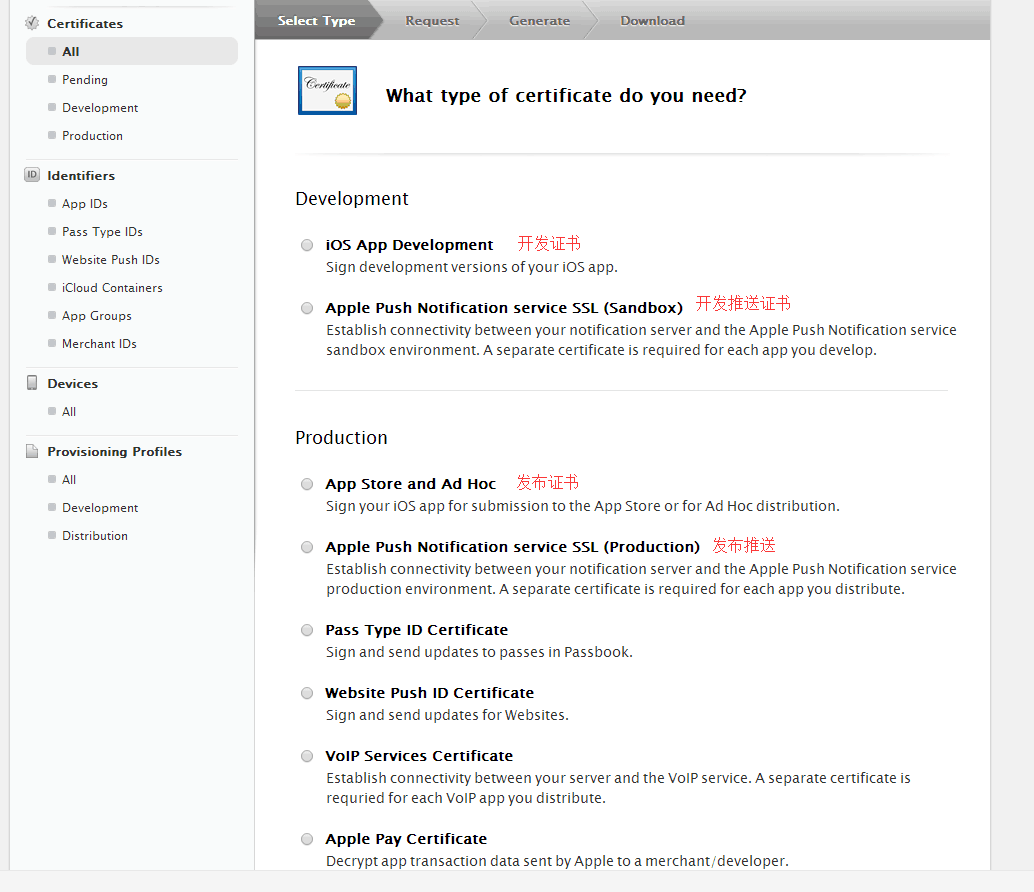 Certificates
All
Pending
Development
Production
ID Identifiers
App IDs
Pass Type IDs
Website Push IDs
iCloud Containers
App Groups
Merchant IDs
Devices
All
Provisioning Profiles
All
Development
Distribution
Select Type Request Generate Download
Certificate
What type of certificate do you need?
Development
iOS App Development 开发证书
Sign development versions of your iOS app.
Apple Push Notification service SSL (Sandbox) 开发推送证书
Establish connectivity between your notification server and the Apple Push Notification service
sandbox environment. A separate certificate is required for each app you develop.
Production
App Store and Ad Hoc 发布证书
Sign your iOS app for submission to the App Store or for Ad Hoc distribution.
Apple Push Notification service SSL (Production) 发布推送
Establish connectivity between your notification server and the Apple Push Notification service
production environment. A separate certificate is required for each app you distribute.
Pass Type ID Certificate
Sign and send updates to passes in Passbook.
Website Push ID Certificate
Sign and send updates for Websites.
VoIP Services Certificate
Establish connectivity between your server and the VoIP service. A separate certificate is
requried for each VoIP app you distribute.
Apple Pay Certificate
Decrypt app transaction data sent by Apple to a merchant/developer.